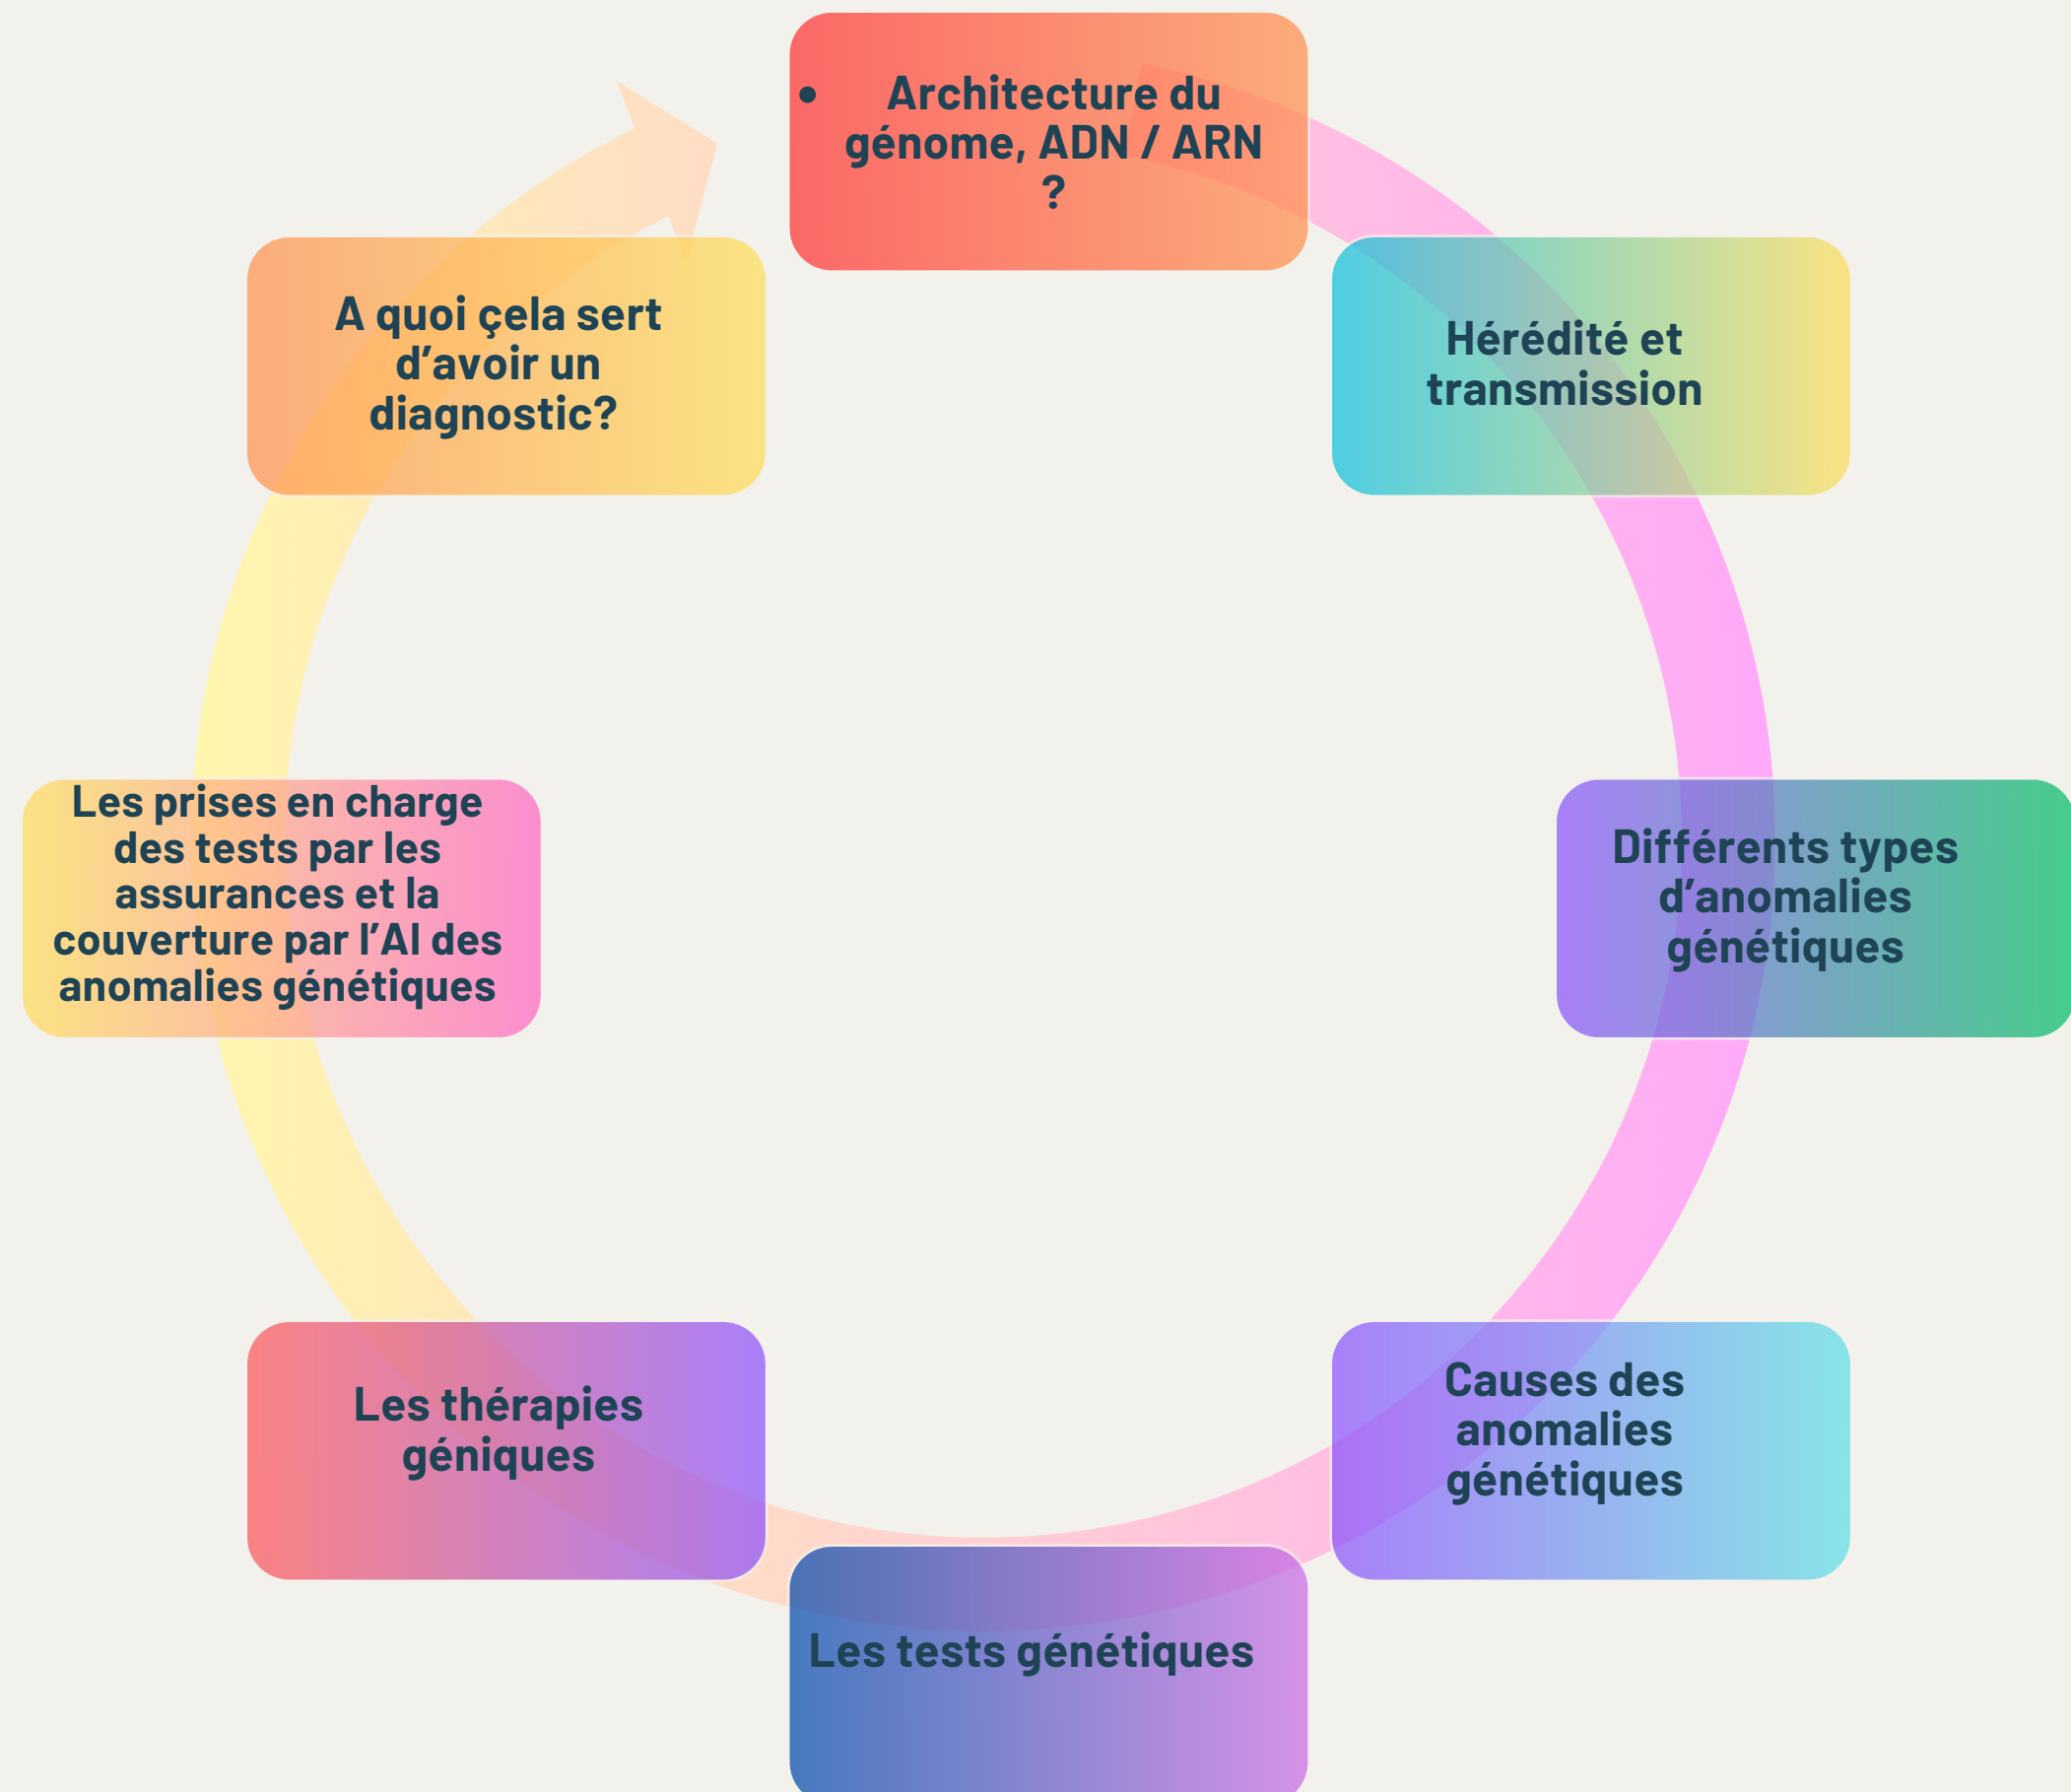 • Architecture du
génome, ADN / ARN
?
Hérédité et
transmission
Différents types
d’anomalies
génétiques
Causes des
anomalies
génétiques
Les tests génétiques
Les thérapies
géniques
Les prises en charge
des tests par les
assurances et la
couverture par l’AI des
anomalies génétiques
A quoi çela sert
d’avoir un
diagnostic?